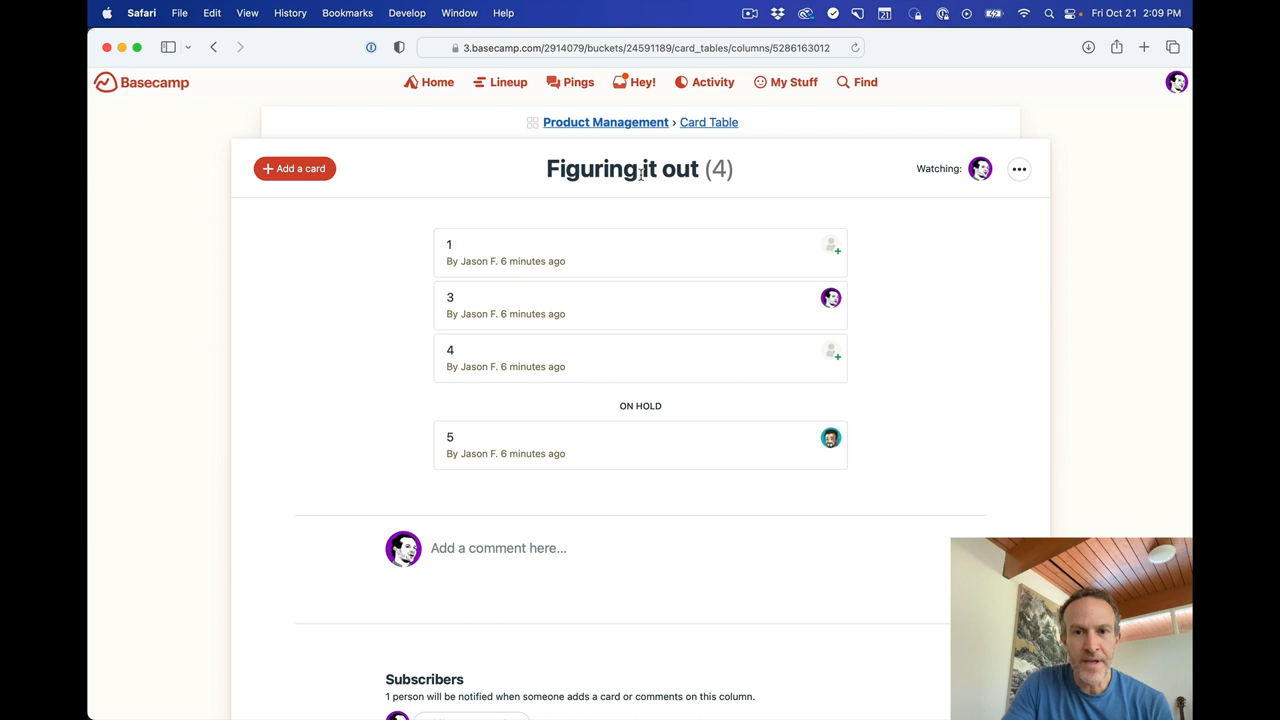 Safari File Edit View History Bookmarks Develop Window Help 21 Fri Oct 21 2:09 PM
3.basecamp.com/2914079/buckets/24591189/card_tables/columns/5286163012
Basecamp Home Lineup Pings Hey! Activity My Stuff Find
Product Management › Card Table
+ Add a card Figuring it out (4) Watching:
1
By Jason F. 6 minutes ago
3
By Jason F. 6 minutes ago
4
By Jason F. 6 minutes ago
ON HOLD
5
By Jason F. 6 minutes ago
Add a comment here...
Subscribers
1 person will be notified when someone adds a card or comments on this column.